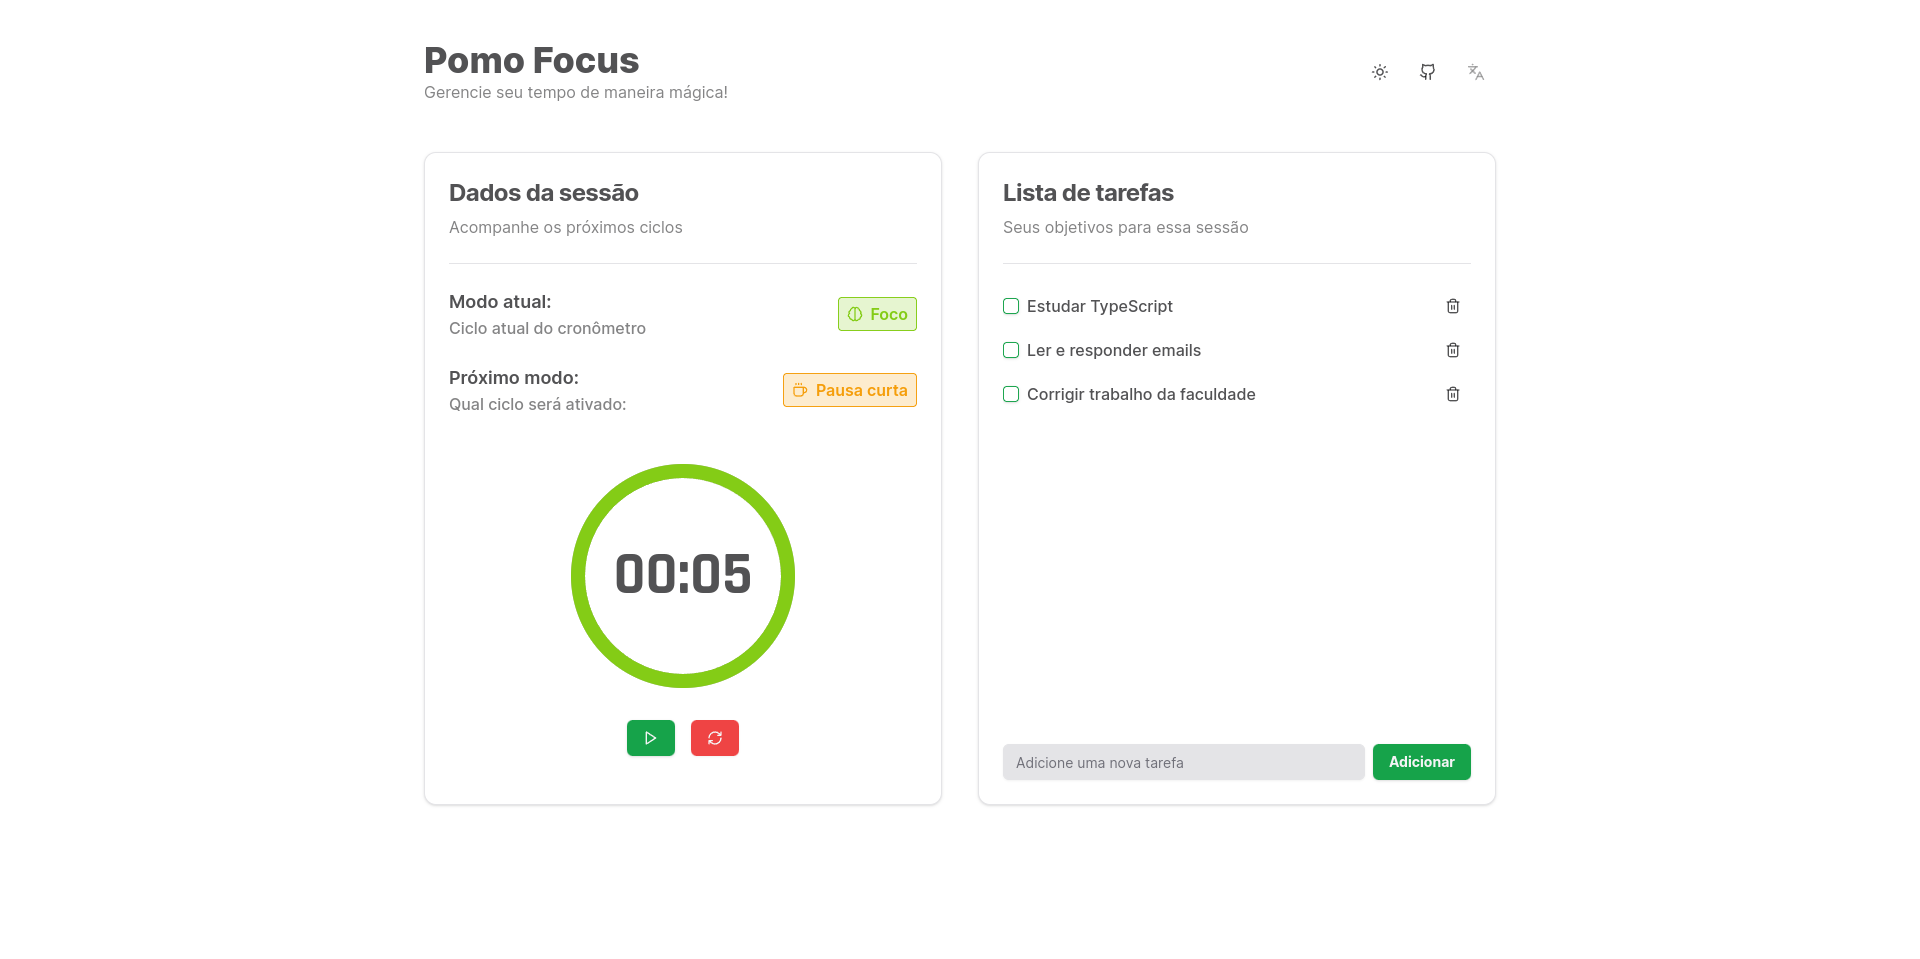 Pomo Focus
Gerencie seu tempo de maneira mágica!
Dados da sessão
Acompanhe os próximos ciclos
Modo atual:
Ciclo atual do cronômetro
Foco
Próximo modo:
Qual ciclo será ativado:
Pausa curta
00:05
Lista de tarefas
Seus objetivos para essa sessão
Estudar TypeScript
Ler e responder emails
Corrigir trabalho da faculdade
Adicione uma nova tarefa
Adicionar